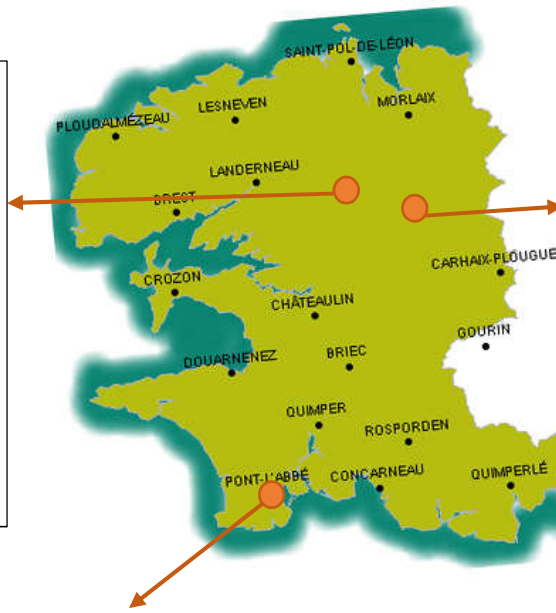 SAINT-POL-DE-LÉON
MORLAIX
LESNEVEN
PLOUDALMÉZEAU
LANDERNEAU
BREST
CARHAIX-PLOUGUE
CROZON
CHÂTEAULIN
GOURIN
DOUARNENEZ
BRIEC
QUIMPER
ROSPORDEN
PONT-L'ABBÉ
CONCARNEAU
QUIMPERLÉ